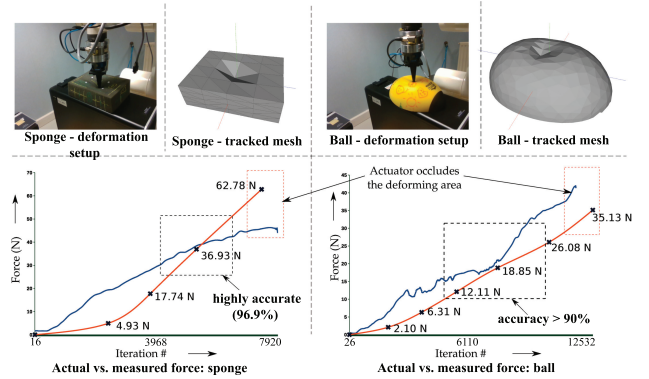 Sponge - deformation
setup
Sponge - tracked mesh
Ball - deformation setup
Ball - tracked mesh
Actuator occludes
the deforming area
70
60
50
40
30
20
10
0
Force (N)
62.78 N
36.93 N
17.74 N
4.93 N
highly accurate
(96.9%)
16
3968
7920
Iteration #
Actual vs. measured force: sponge
45
40
35
30
25
20
15
10
5
0
Force (N)
35.13 N
26.08 N
18.85 N
12.11 N
6.31 N
2.10 N
accuracy > 90%
26
6110
12532
Iteration #
Actual vs. measured force: ball